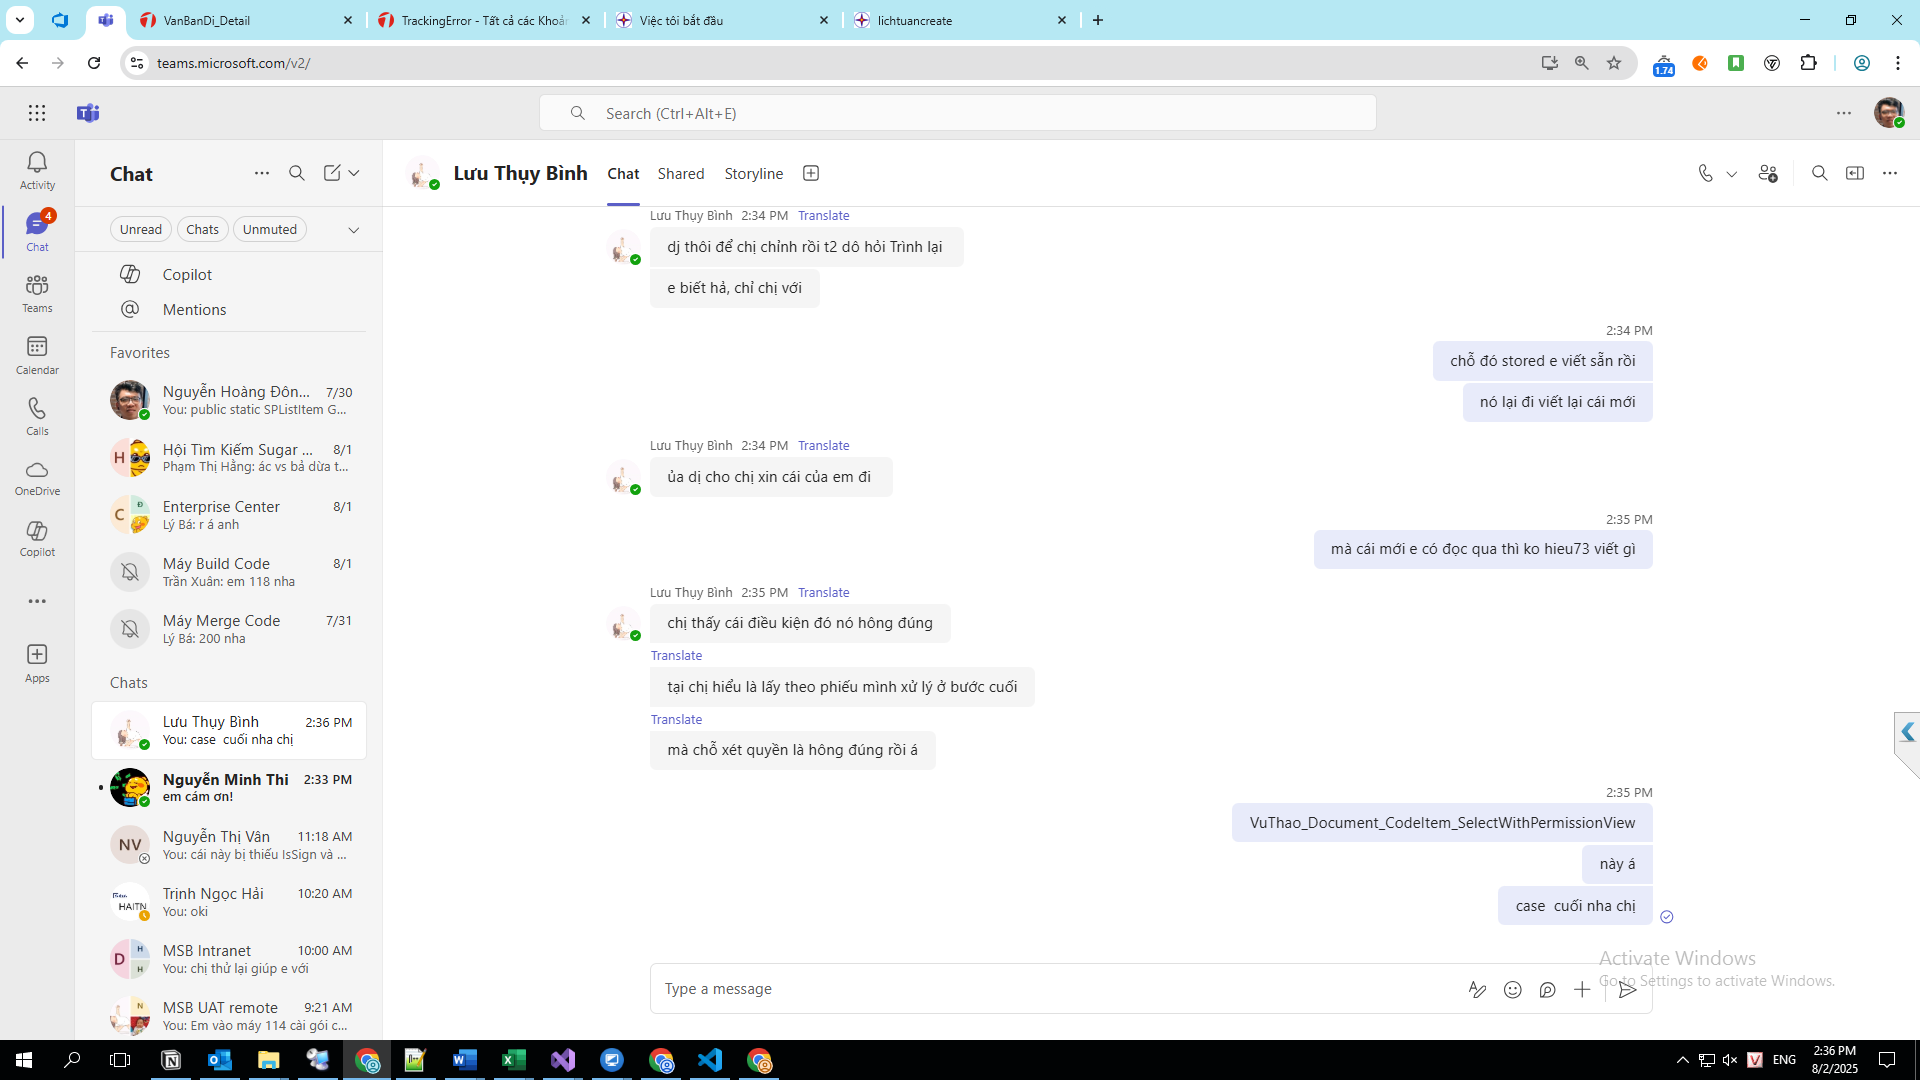 VanBanDi_Detail
TrackingError - Tất cả các Khoản
Việc tôi bắt đầu
lichtuancreate
teams.microsoft.com/v2/
1.74
Search (Ctrl+Alt+E)
Activity
4
Chat
Teams
Calendar
Calls
OneDrive
Copilot
Apps
Chat
Unread
Chats
Unmuted
Copilot
Mentions
Favorites
Nguyễn Hoàng Đôn... 7/30
You: public static SPListItem G...
H
Hội Tìm Kiếm Sugar ... 8/1
Phạm Thị Hằng: ác vs bả dừa t...
C
Đ
Enterprise Center 8/1
Lý Bá: r á anh
Máy Build Code 8/1
Trần Xuân: em 118 nha
Máy Merge Code 7/31
Lý Bá: 200 nha
Chats
Lưu Thụy Bình 2:36 PM
You: case  cuối nha chị
Nguyễn Minh Thi 2:33 PM
em cám ơn!
NV
Nguyễn Thị Vân 11:18 AM
You: cái này bị thiếu IsSign và ...
HAITN
Trịnh Ngọc Hải 10:20 AM
You: oki
D
H
H
MSB Intranet 10:00 AM
You: chị thử lại giúp e với
N
MSB UAT remote 9:21 AM
You: Em vào máy 114 cài gói c...
Lưu Thụy Bình
Chat
Shared
Storyline
Lưu Thụy Bình 2:34 PM Translate
dj thôi để chị chỉnh rồi t2 dô hỏi Trình lại
e biết hả, chỉ chị với
2:34 PM
chỗ đó stored e viết sẵn rồi
nó lại đi viết lại cái mới
Lưu Thụy Bình 2:34 PM Translate
ủa dị cho chị xin cái của em đi
2:35 PM
mà cái mới e có đọc qua thì ko hieu73 viết gì
Lưu Thụy Bình 2:35 PM Translate
chị thấy cái điều kiện đó nó hông đúng
Translate
tại chị hiểu là lấy theo phiếu mình xử lý ở bước cuối
Translate
mà chỗ xét quyền là hông đúng rồi á
2:35 PM
VuThao_Document_CodeItem_SelectWithPermissionView
này á
case  cuối nha chị
Type a message
Activate Windows
Go to Settings to activate Windows.
ENG
2:36 PM
8/2/2025